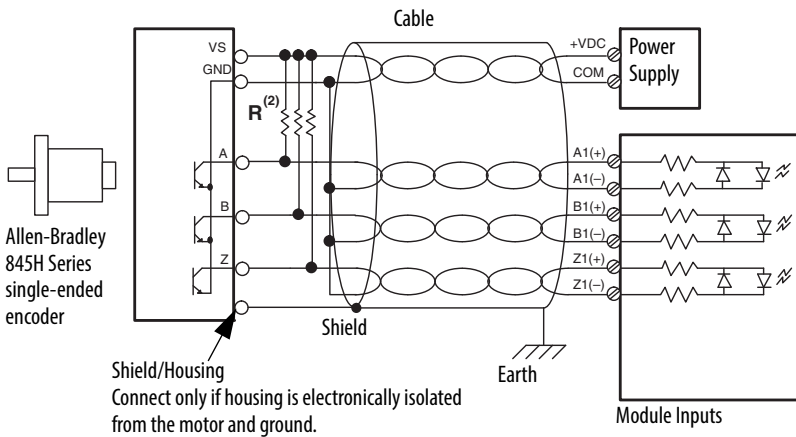 Cable
VS
GND
R(2)
+VDC
COM
Power
Supply
A
A1(+)
A1(–)
B
B1(+)
B1(–)
Z
Z1(+)
Z1(–)
Allen-Bradley
845H Series
single-ended
encoder
Shield
Earth
Shield/Housing
Connect only if housing is electronically isolated
from the motor and ground.
Module Inputs